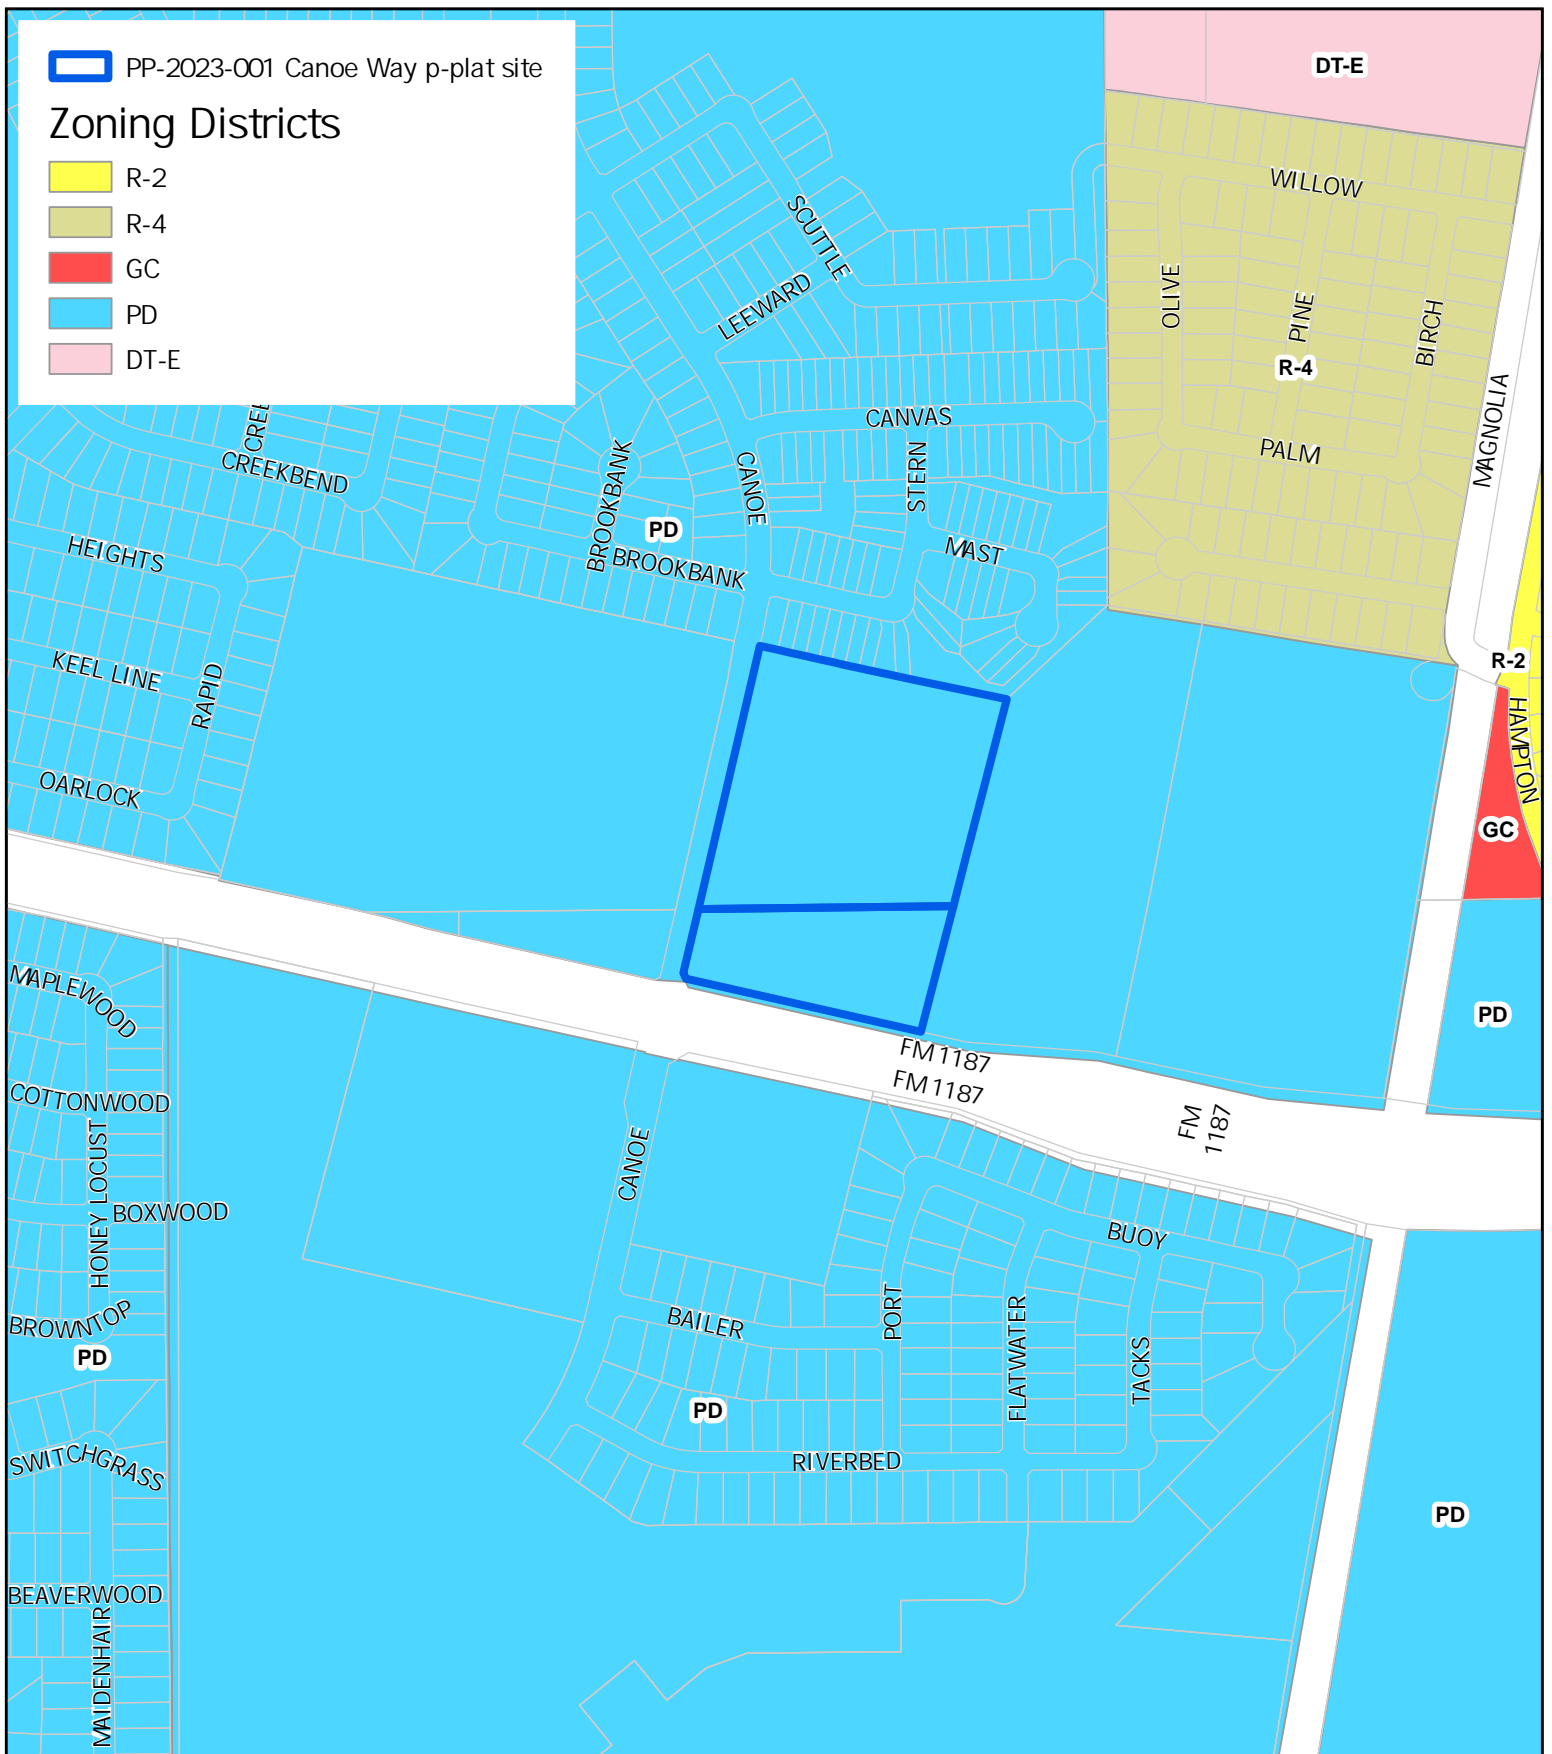 PP-2023-001 Canoe Way p-plat site
Zoning Districts
R-2
R-4
GC
PD
DT-E
DT-E
WILLOW
SCUTTLE
OLIVE
LEEWARD
PINE
BIRCH
R-4
MAGNOLIA
CREE
CANVAS
CREEKBEND
BROOKBANK
CANOE
STERN
PALM
PD
HEIGHTS
BROOKBANK
MAST
KEEL LINE
RAPID
R-2
HAMPTON
OARLOCK
GC
MAPLEWOOD
PD
FM 1187
FM 1187
FM
1187
COTTONWOOD
HONEY LOCUST
CANOE
BOXWOOD
BUOY
BROWNTOP
BAILER
PORT
FLATWATER
TACKS
PD
PD
SWITCHGRASS
RIVERBED
PD
BEAVERWOOD
MAIDENHAIR